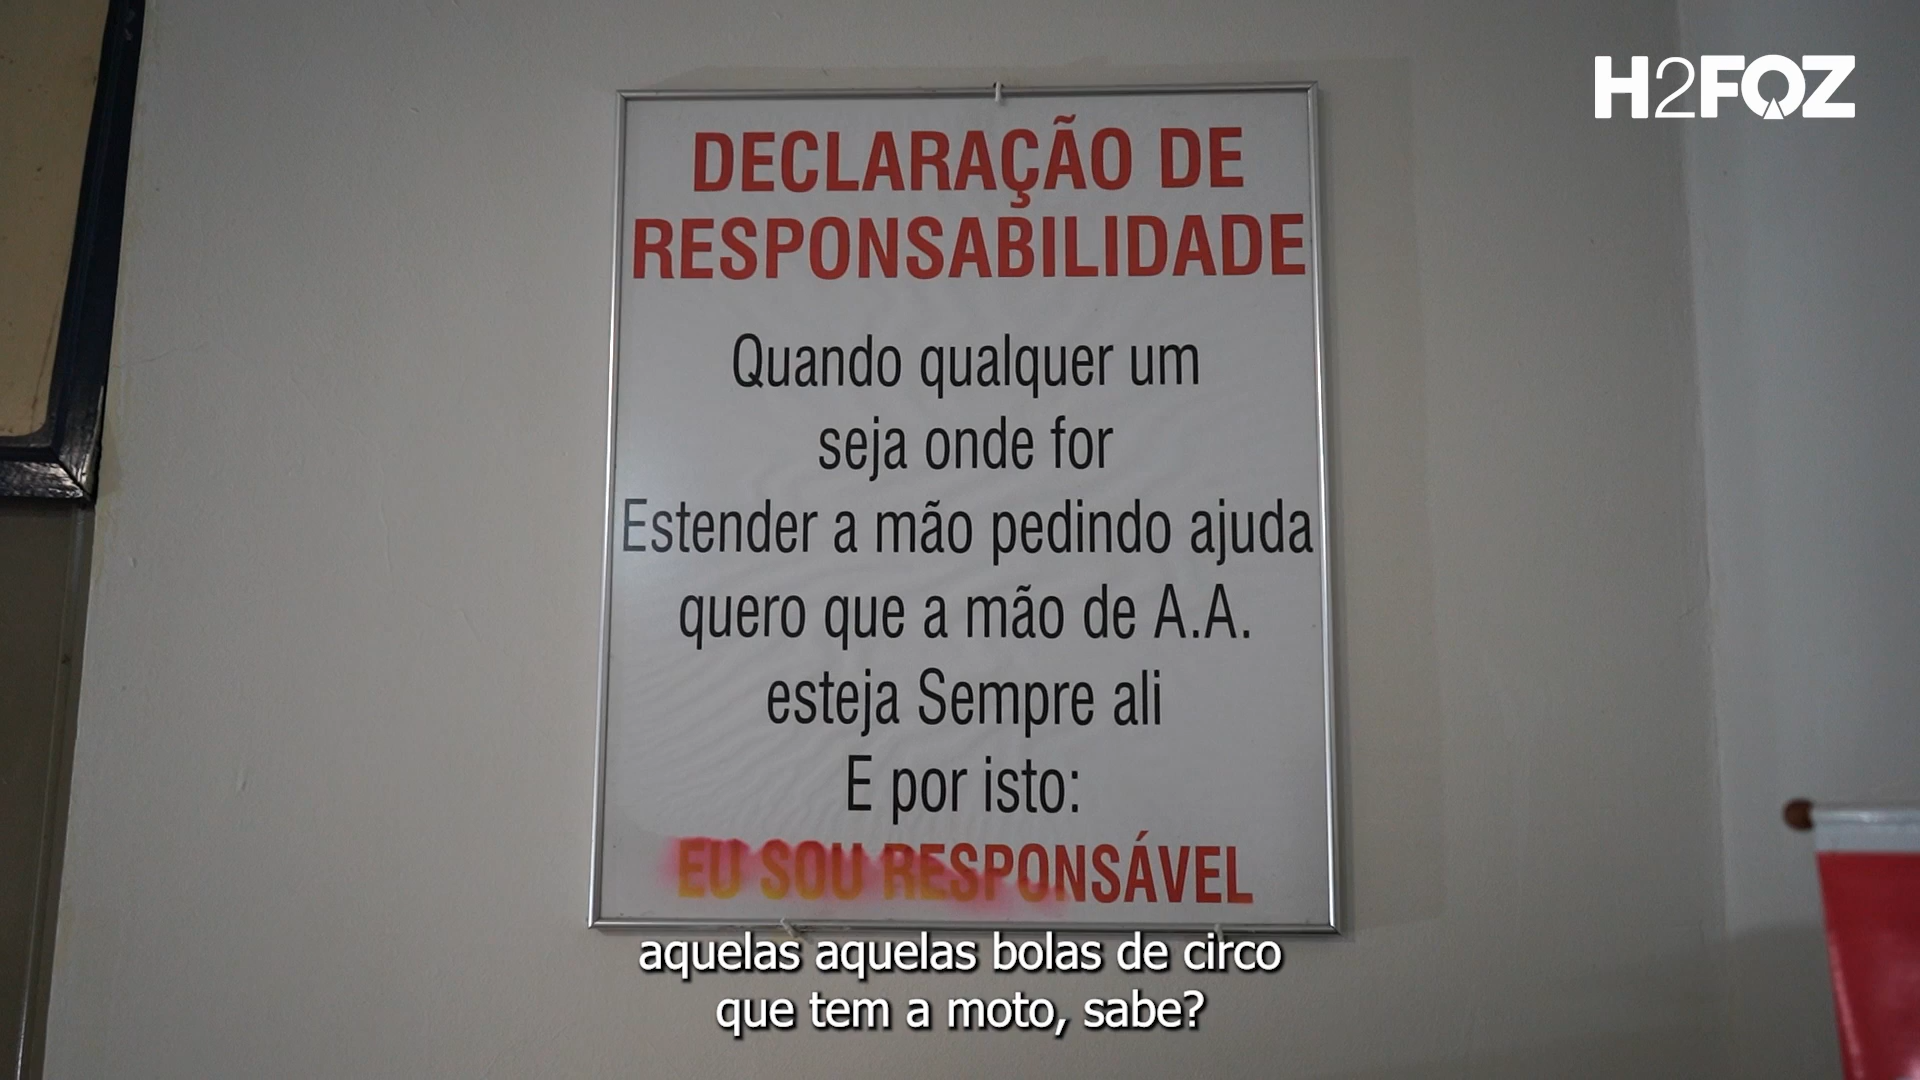 H2FOZ
DECLARAÇÃO DE
RESPONSABILIDADE
Quando qualquer um
seja onde for
Estender a mão pedindo ajuda
quero que a mão de A.A.
esteja Sempre ali
E por isto:
EU SOU RESPONSÁVEL
aquelas aquelas bolas de circo
que tem a moto, sabe?